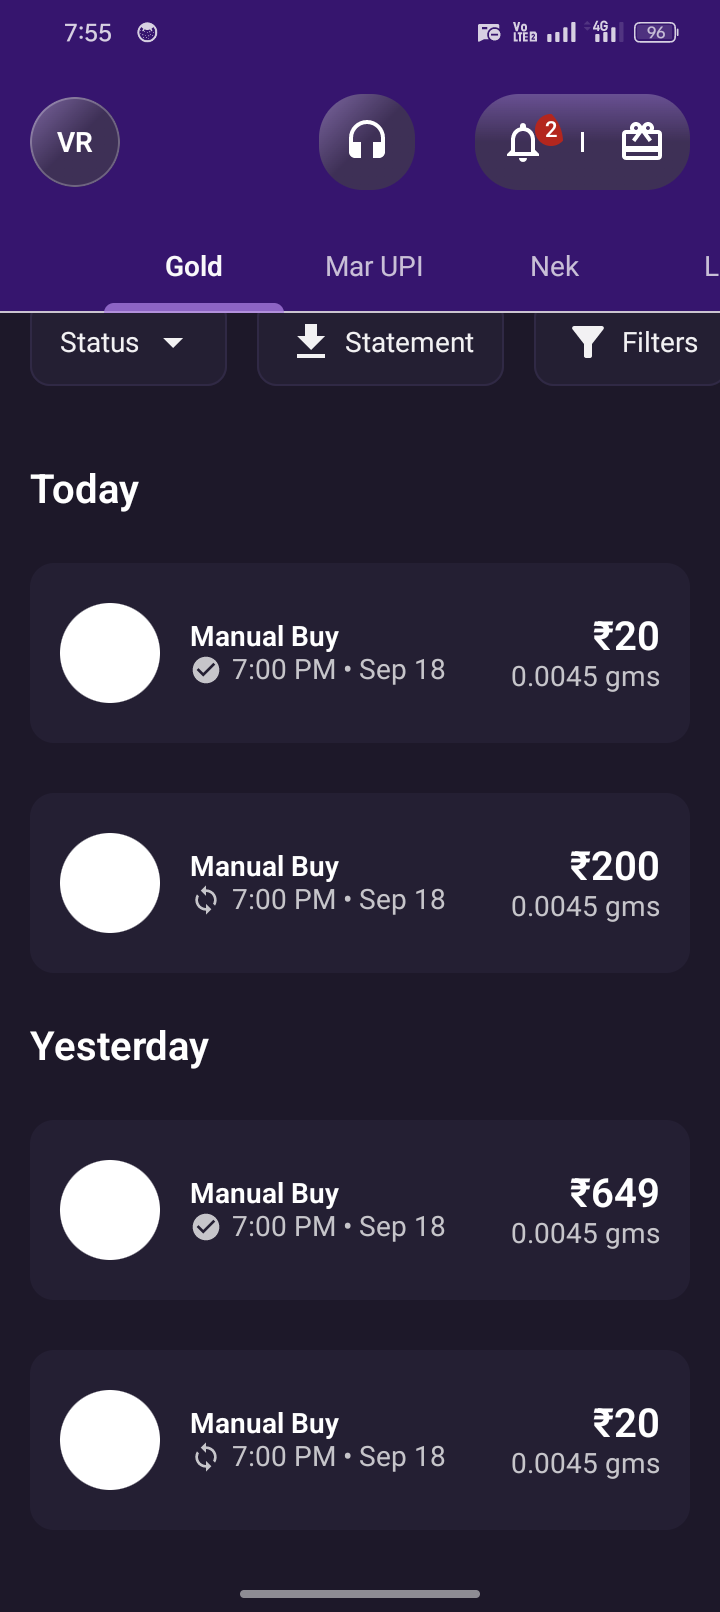 7:55
Vo
LTE2
4G
96
VR
2
Gold
Mar UPI
Nek
L
Status
Statement
Filters
Today
Manual Buy
₹20
7:00 PM • Sep 18
0.0045 gms
Manual Buy
₹200
7:00 PM • Sep 18
0.0045 gms
Yesterday
Manual Buy
₹649
7:00 PM • Sep 18
0.0045 gms
Manual Buy
₹20
7:00 PM • Sep 18
0.0045 gms